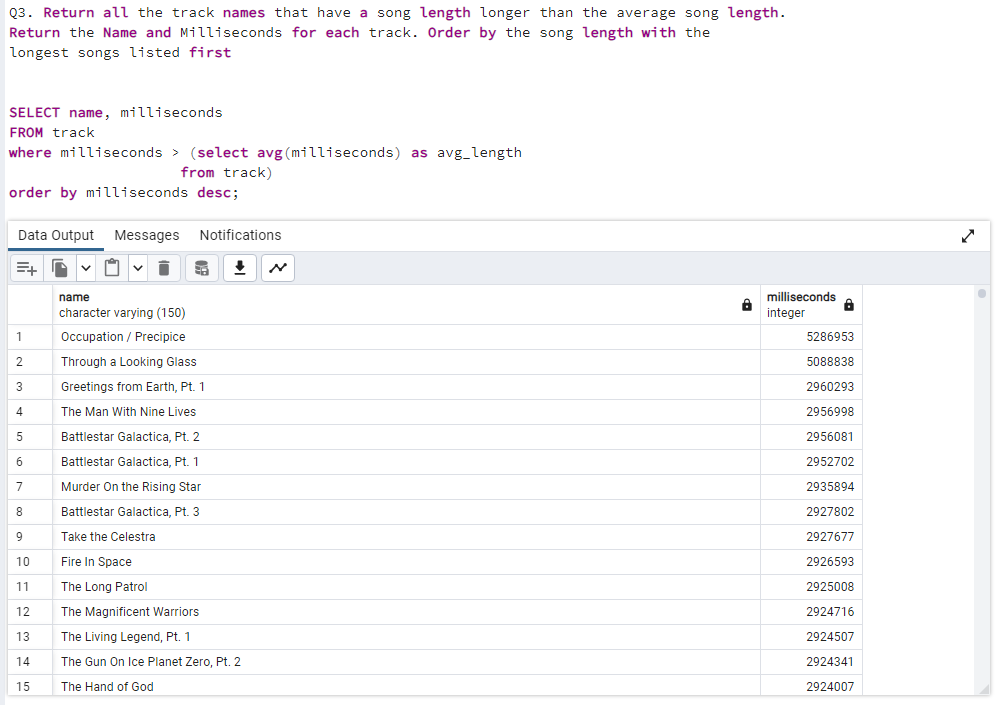 Q3. Return all the track names that have a song length longer than the average song length.
Return the Name and Milliseconds for each track. Order by the song length with the
longest songs listed first
SELECT name, milliseconds
FROM track
where milliseconds > (select avg(milliseconds) as avg_length
from track)
order by milliseconds desc;
Data Output Messages Notifications
name milliseconds
character varying (150) integer
1 Occupation / Precipice 5286953
2 Through a Looking Glass 5088838
3 Greetings from Earth, Pt. 1 2960293
4 The Man With Nine Lives 2956998
5 Battlestar Galactica, Pt. 2 2956081
6 Battlestar Galactica, Pt. 1 2952702
7 Murder On the Rising Star 2935894
8 Battlestar Galactica, Pt. 3 2927802
9 Take the Celestra 2927677
10 Fire In Space 2926593
11 The Long Patrol 2925008
12 The Magnificent Warriors 2924716
13 The Living Legend, Pt. 1 2924507
14 The Gun On Ice Planet Zero, Pt. 2 2924341
15 The Hand of God 2924007